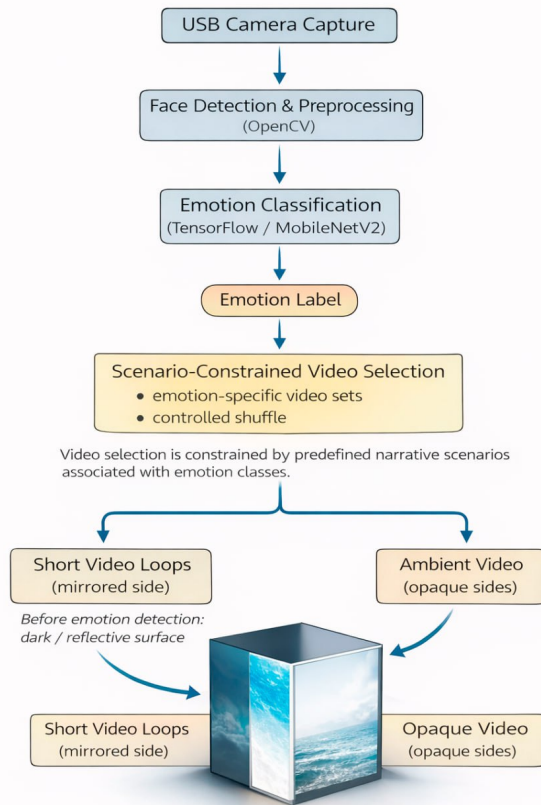 USB Camera Capture
Face Detection & Preprocessing
(OpenCV)
Emotion Classification
(TensorFlow / MobileNetV2)
Emotion Label
Scenario-Constrained Video Selection
• emotion-specific video sets
• controlled shuffle
Video selection is constrained by predefined narrative scenarios
associated with emotion classes.
Short Video Loops
(mirrored side)
Ambient Video
(opaque sides)
Before emotion detection:
dark / reflective surface
Short Video Loops
(mirrored side)
Opaque Video
(opaque sides)